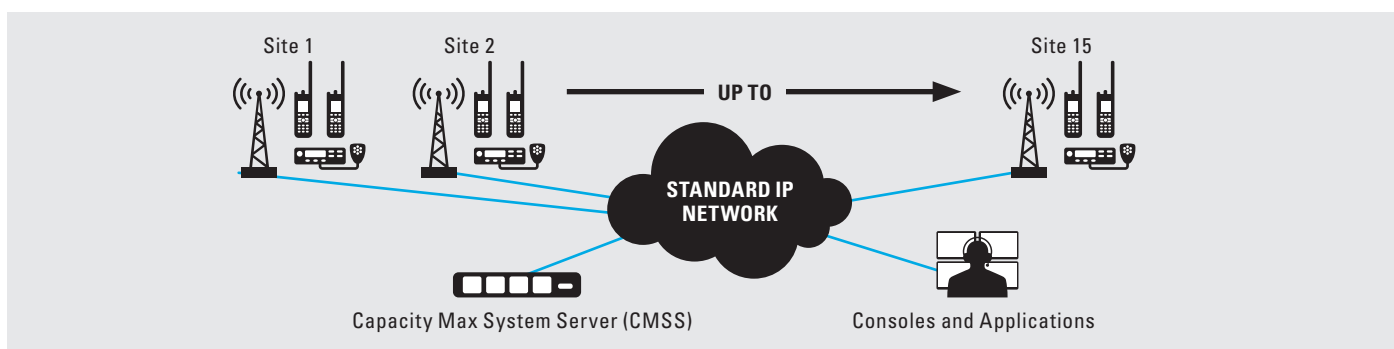 Site 1
Site 2
Site 15
UP TO
STANDARD IP
NETWORK
Capacity Max System Server (CMSS)
Consoles and Applications